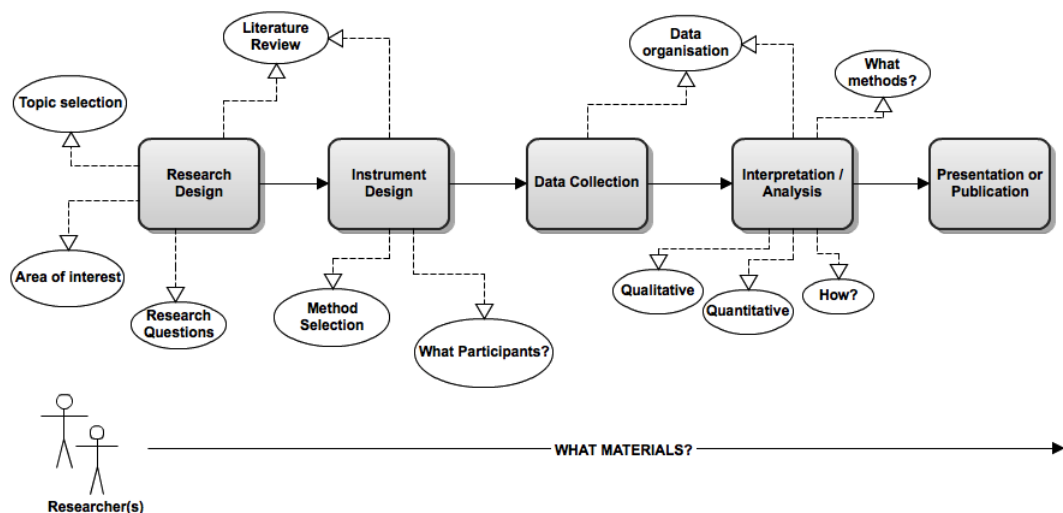 Literature
Review
Data
organisation
What
methods?
Topic selection
Research
Design
Instrument
Design
Data Collection
Interpretation /
Analysis
Presentation or
Publication
Area of interest
Research
Questions
Method
Selection
What Participants?
Qualitative
Quantitative
How?
WHAT MATERIALS?
Researcher(s)